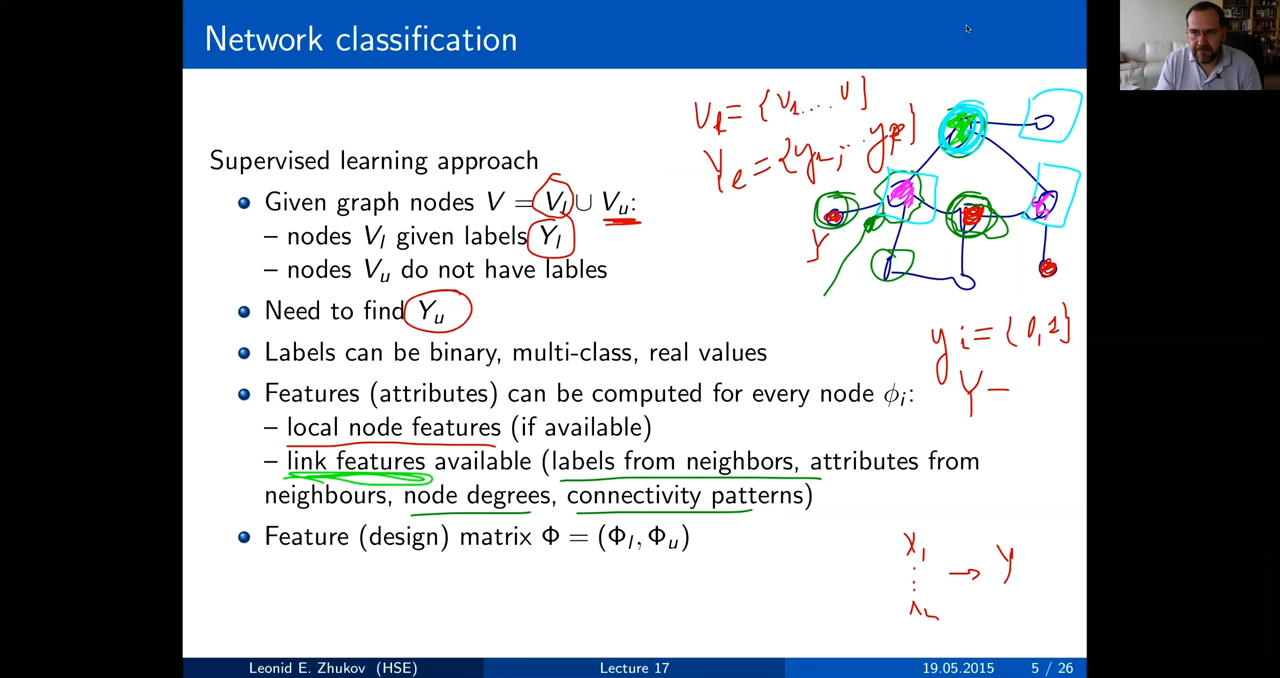 Network classification
Supervised learning approach
Given graph nodes V = V_l ∪ V_u:
– nodes V_l given labels Y_l
– nodes V_u do not have lables
Need to find Y_u
Labels can be binary, multi-class, real values
Features (attributes) can be computed for every node ϕ_i:
– local node features (if available)
– link features available (labels from neighbors, attributes from
neighbours, node degrees, connectivity patterns)
Feature (design) matrix Φ = (Φ_l, Φ_u)
Y
y i = {0,1}
Y –
X_1
⋮ → Y
Leonid E. Zhukov (HSE) Lecture 17 19.05.2015 5 / 26